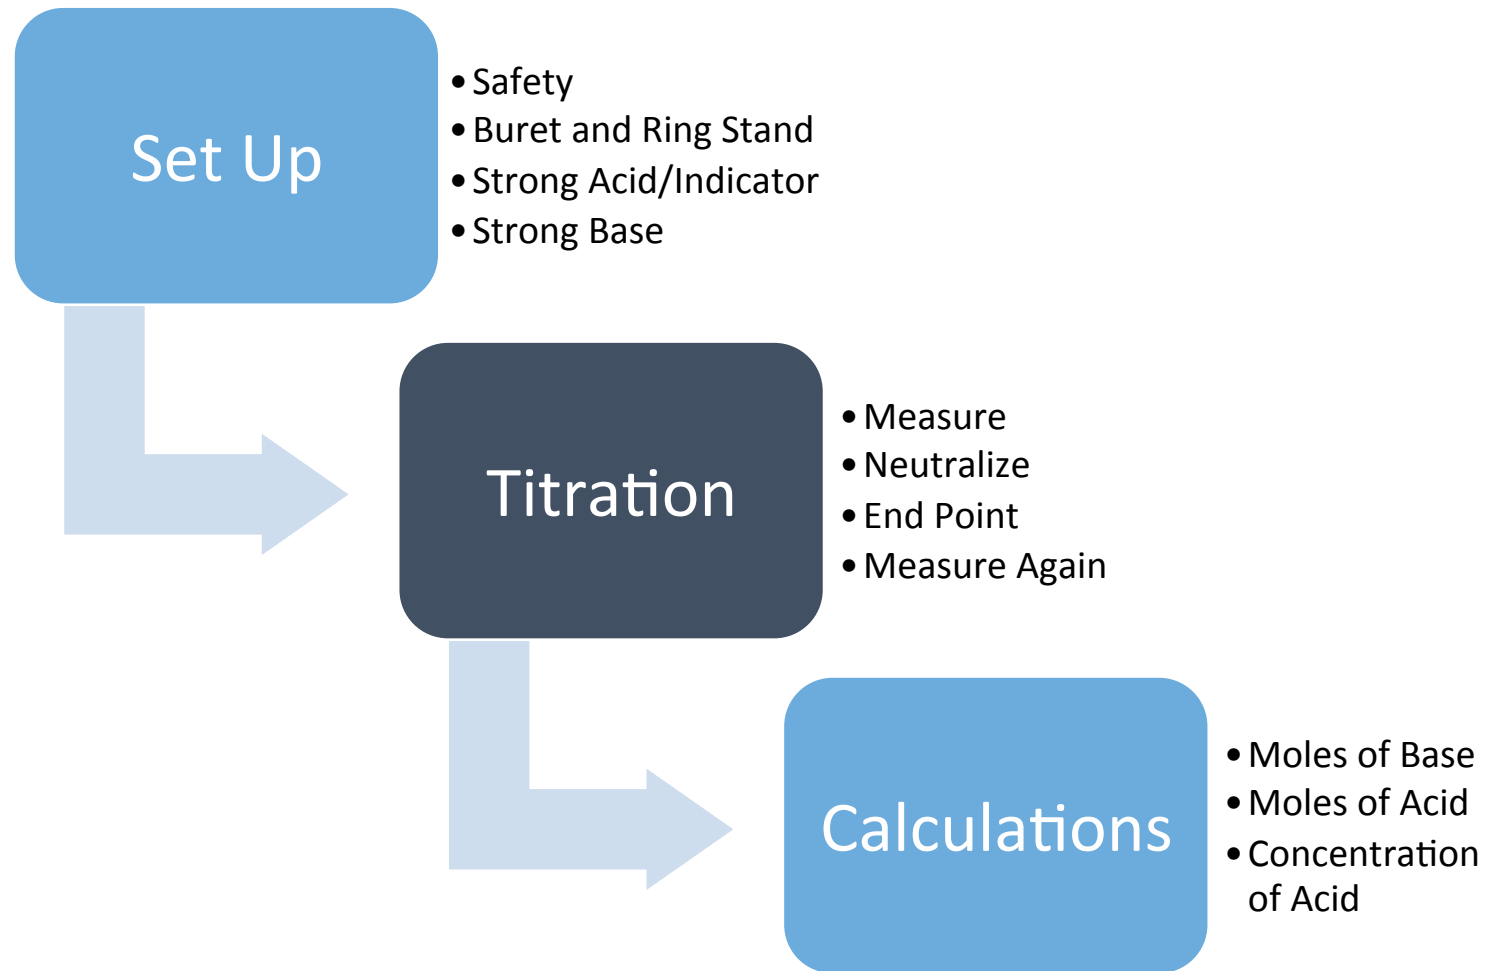 Set Up
• Safety
• Buret and Ring Stand
• Strong Acid/Indicator
• Strong Base
Titration
• Measure
• Neutralize
• End Point
• Measure Again
Calculations
• Moles of Base
• Moles of Acid
• Concentration
of Acid